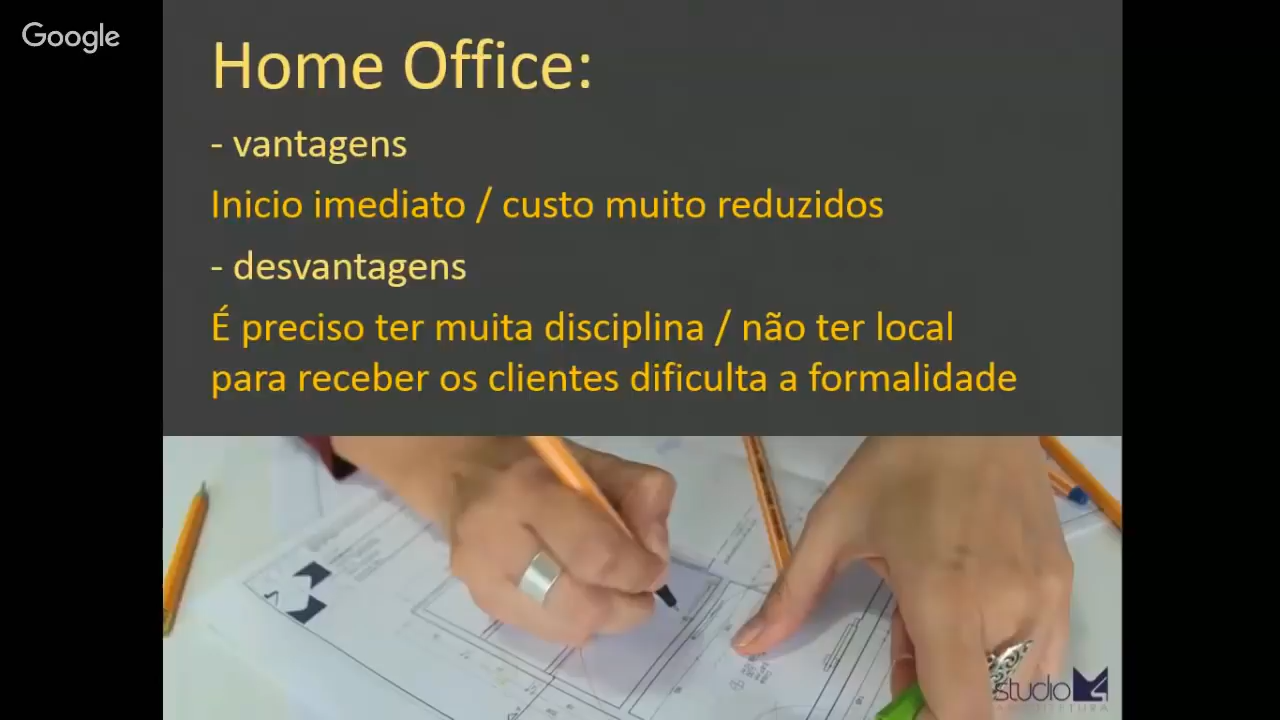 Google
Home Office:
- vantagens
Inicio imediato / custo muito reduzidos
- desvantagens
É preciso ter muita disciplina / não ter local
para receber os clientes dificulta a formalidade
studio